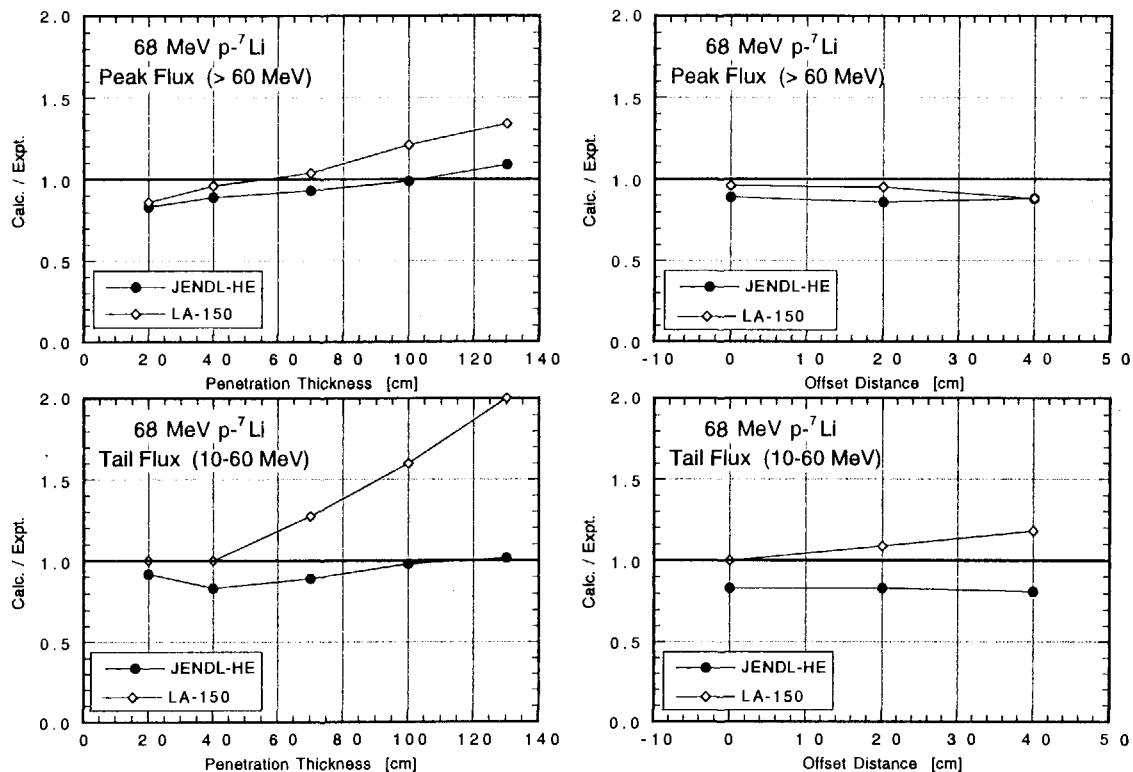 68 MeV p-⁷Li
Peak Flux (> 60 MeV)
2.0
1.5
1.0
0.5
0.0
Calc. / Expt.
JENDL-HE
LA-150
0 20 40 60 80 100 120 140
Penetration Thickness [cm]
68 MeV p-⁷Li
Peak Flux (> 60 MeV)
2.0
1.5
1.0
0.5
0.0
Calc. / Expt.
JENDL-HE
LA-150
-10 0 10 20 30 40 50
Offset Distance [cm]
68 MeV p-⁷Li
Tail Flux (10-60 MeV)
2.0
1.5
1.0
0.5
2.0
Calc. / Expt.
JENDL-HE
LA-150
0 20 40 60 80 100 120 140
Penetration Thickness [cm]
68 MeV p-⁷Li
Tail Flux (10-60 MeV)
2.0
1.5
1.0
0.5
0.0
Calc. / Expt.
JENDL-HE
LA-150
-10 0 10 20 30 40 50
Offset Distance [cm]